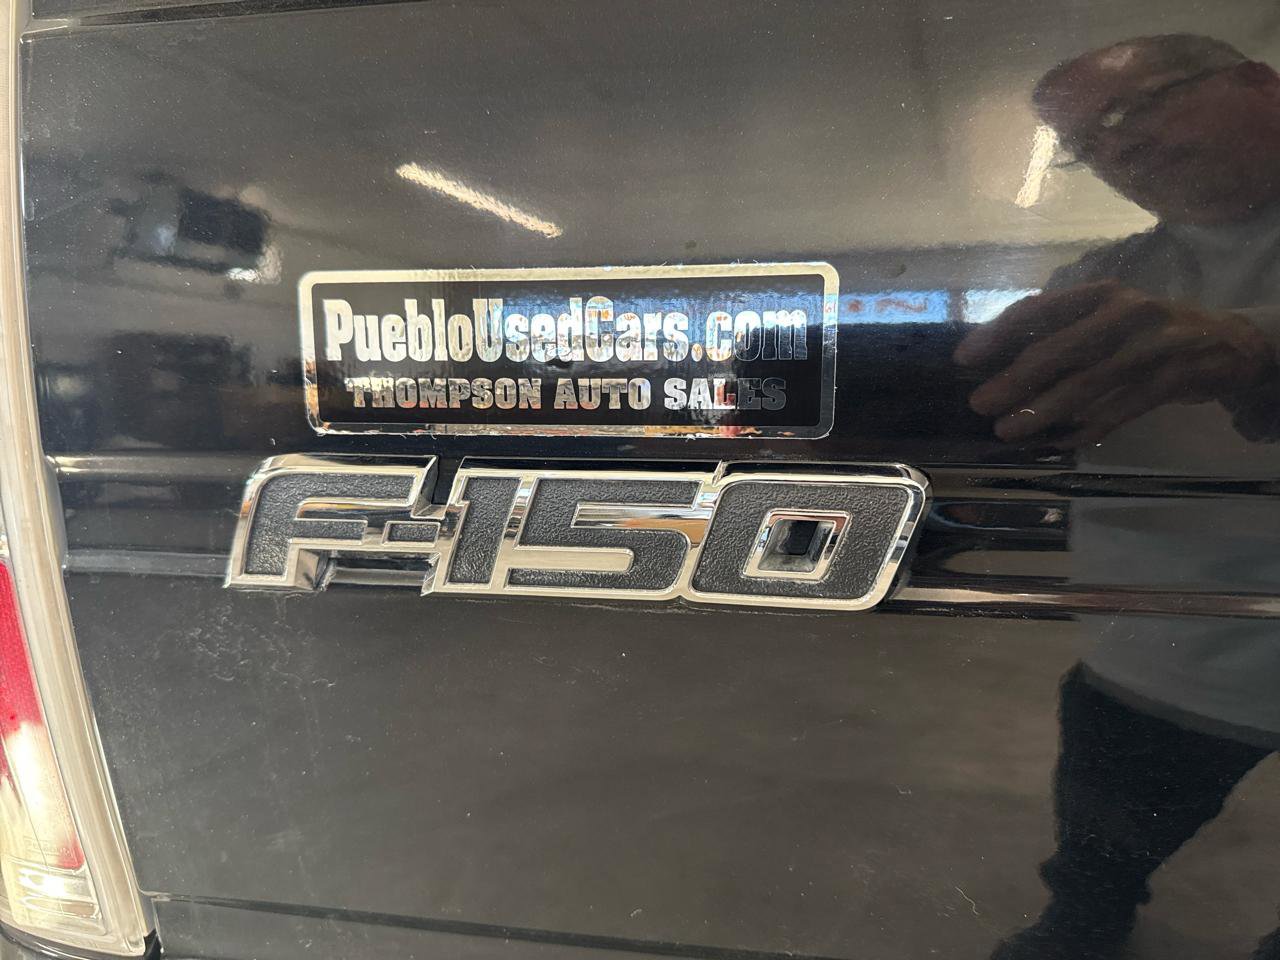 PuebloUsedCars.com
THOMPSON AUTO SALES
F-150